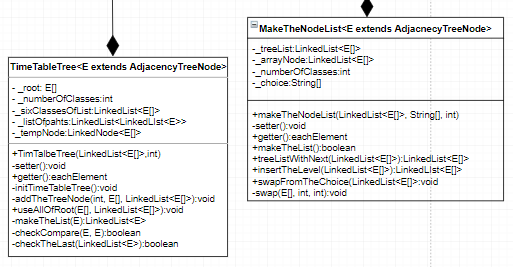 TimeTableTree<E extends AdjacencyTreeNode>
- _root: E[]
- _numberOfClasses:int
-_sixClassesOfList:LinkedList<E[]>
-_listOfpahts:LinkedList<LinkedList<E>>
-_tempNode:LinkedNode<E[]>
+TimTalbeTree(LinkedList<E[]>,int)
-setter():void
+getter():eachElement
-initTimeTableTree():void
-addTheTreeNode(int, E[], LinkedList<E[]>):void
+useAllOfRoot(E[], LinkedList<E[]>):void
-makeTheList(E):LinkedList<E>
-checkCompare(E, E):boolean
-checkTheLast(LinkedList<E>):boolean
MakeTheNodeList<E extends AdjacnecyTreeNode>
-_treeList:LinkedList<E[]>
-_arrayNode:LinkedList<E[]>
-_numberOfClasses:int
-_choice:String[]
+makeTheNodeList(LinkedList<E[]>, String[], int)
-setter():void
+getter():eachElement
+makeTheList():boolean
+treeListWithNext(LinkedList<E[]>):LinkedList<E[]>
+insertTheLevel(LinkedList<E[]>):LinkedList<E[]>
+swapFromTheChoice(LinkedList<E[]>:void
-swap(E[], int, int):void